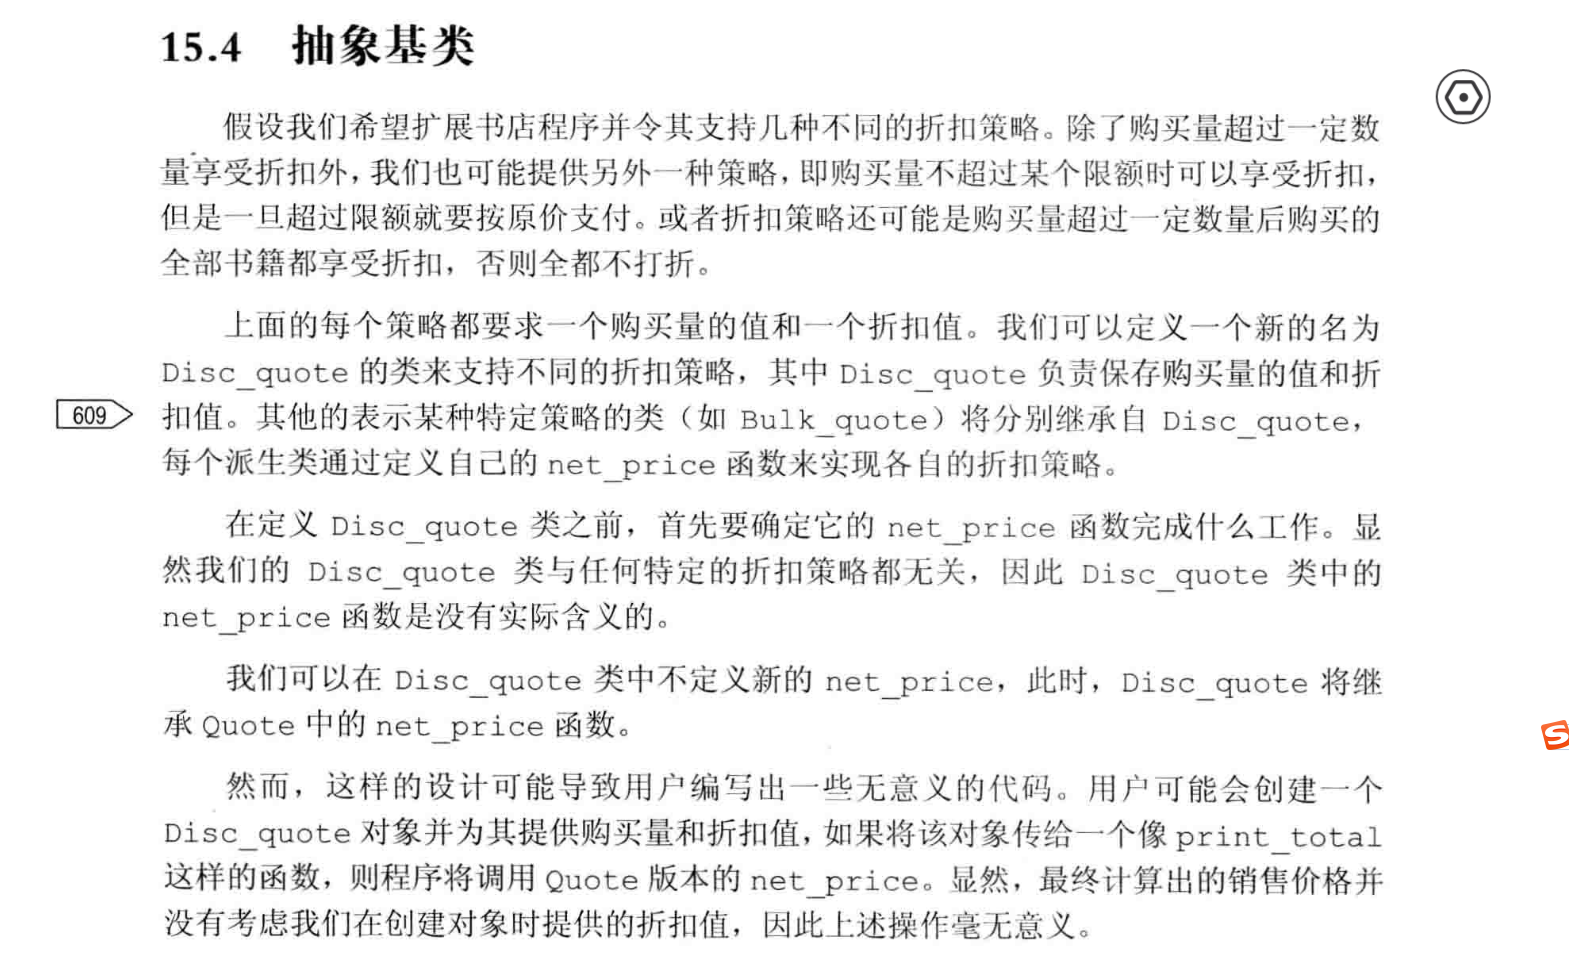 15.4 抽象基类
假设我们希望扩展书店程序并令其支持几种不同的折扣策略。除了购买量超过一定数
量享受折扣外，我们也可能提供另外一种策略，即购买量不超过某个限额时可以享受折扣，
但是一旦超过限额就要按原价支付。或者折扣策略还可能是购买量超过一定数量后购买的
全部书籍都享受折扣，否则全都不打折。
上面的每个策略都要求一个购买量的值和一个折扣值。我们可以定义一个新的名为
Disc_quote 的类来支持不同的折扣策略，其中 Disc_quote 负责保存购买量的值和折
609
扣值。其他的表示某种特定策略的类（如 Bulk_quote）将分别继承自 Disc_quote，
每个派生类通过定义自己的 net_price 函数来实现各自的折扣策略。
在定义 Disc_quote 类之前，首先要确定它的 net_price 函数完成什么工作。显
然我们的 Disc_quote 类与任何特定的折扣策略都无关，因此 Disc_quote 类中的
net_price 函数是没有实际含义的。
我们可以在 Disc_quote 类中不定义新的 net_price，此时，Disc_quote 将继
承 Quote 中的 net_price 函数。
然而，这样的设计可能导致用户编写出一些无意义的代码。用户可能会创建一个
Disc_quote 对象并为其提供购买量和折扣值，如果将该对象传给一个像 print_total
这样的函数，则程序将调用 Quote 版本的 net_price。显然，最终计算出的销售价格并
没有考虑我们在创建对象时提供的折扣值，因此上述操作毫无意义。